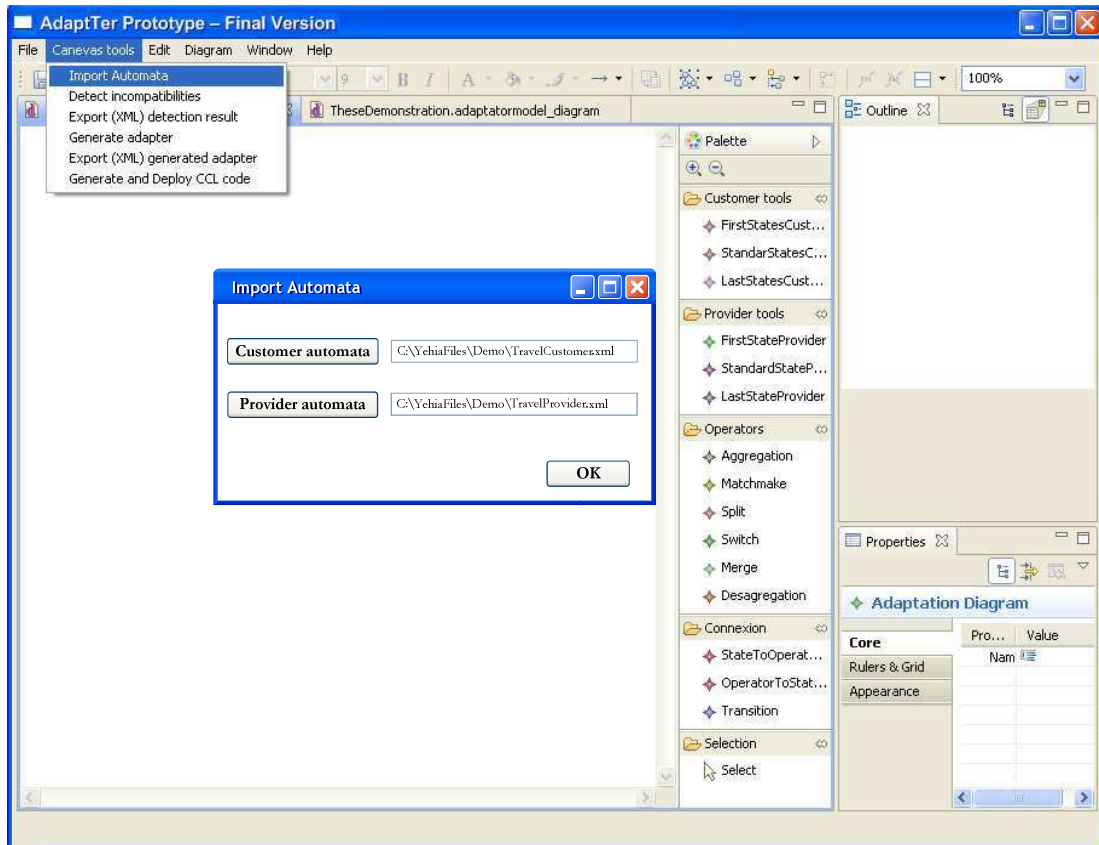 AdaptTer Prototype – Final Version
File Canevas tools Edit Diagram Window Help
Import Automata
Detect incompatibilities
Export (XML) detection result
Generate adapter
Export (XML) generated adapter
Generate and Deploy CCL code
9 B I A 100%
TheseDemonstration.adaptatormodel_diagram
Palette
Customer tools
FirstStatesCust...
StandarStatesC...
LastStatesCust...
Provider tools
FirstStateProvider
StandardStateP...
LastStateProvider
Operators
Aggregation
Matchmake
Split
Switch
Merge
Desagregation
Connexion
StateToOperat...
OperatorToStat...
Transition
Selection
Select
Import Automata
Customer automata C:\YehiaFiles\Demo\TravelCustomer.xml
Provider automata C:\YehiaFiles\Demo\TravelProvider.xml
OK
Outline
Properties
Adaptation Diagram
Core
Rulers & Grid
Appearance
Pro... Value
Nam